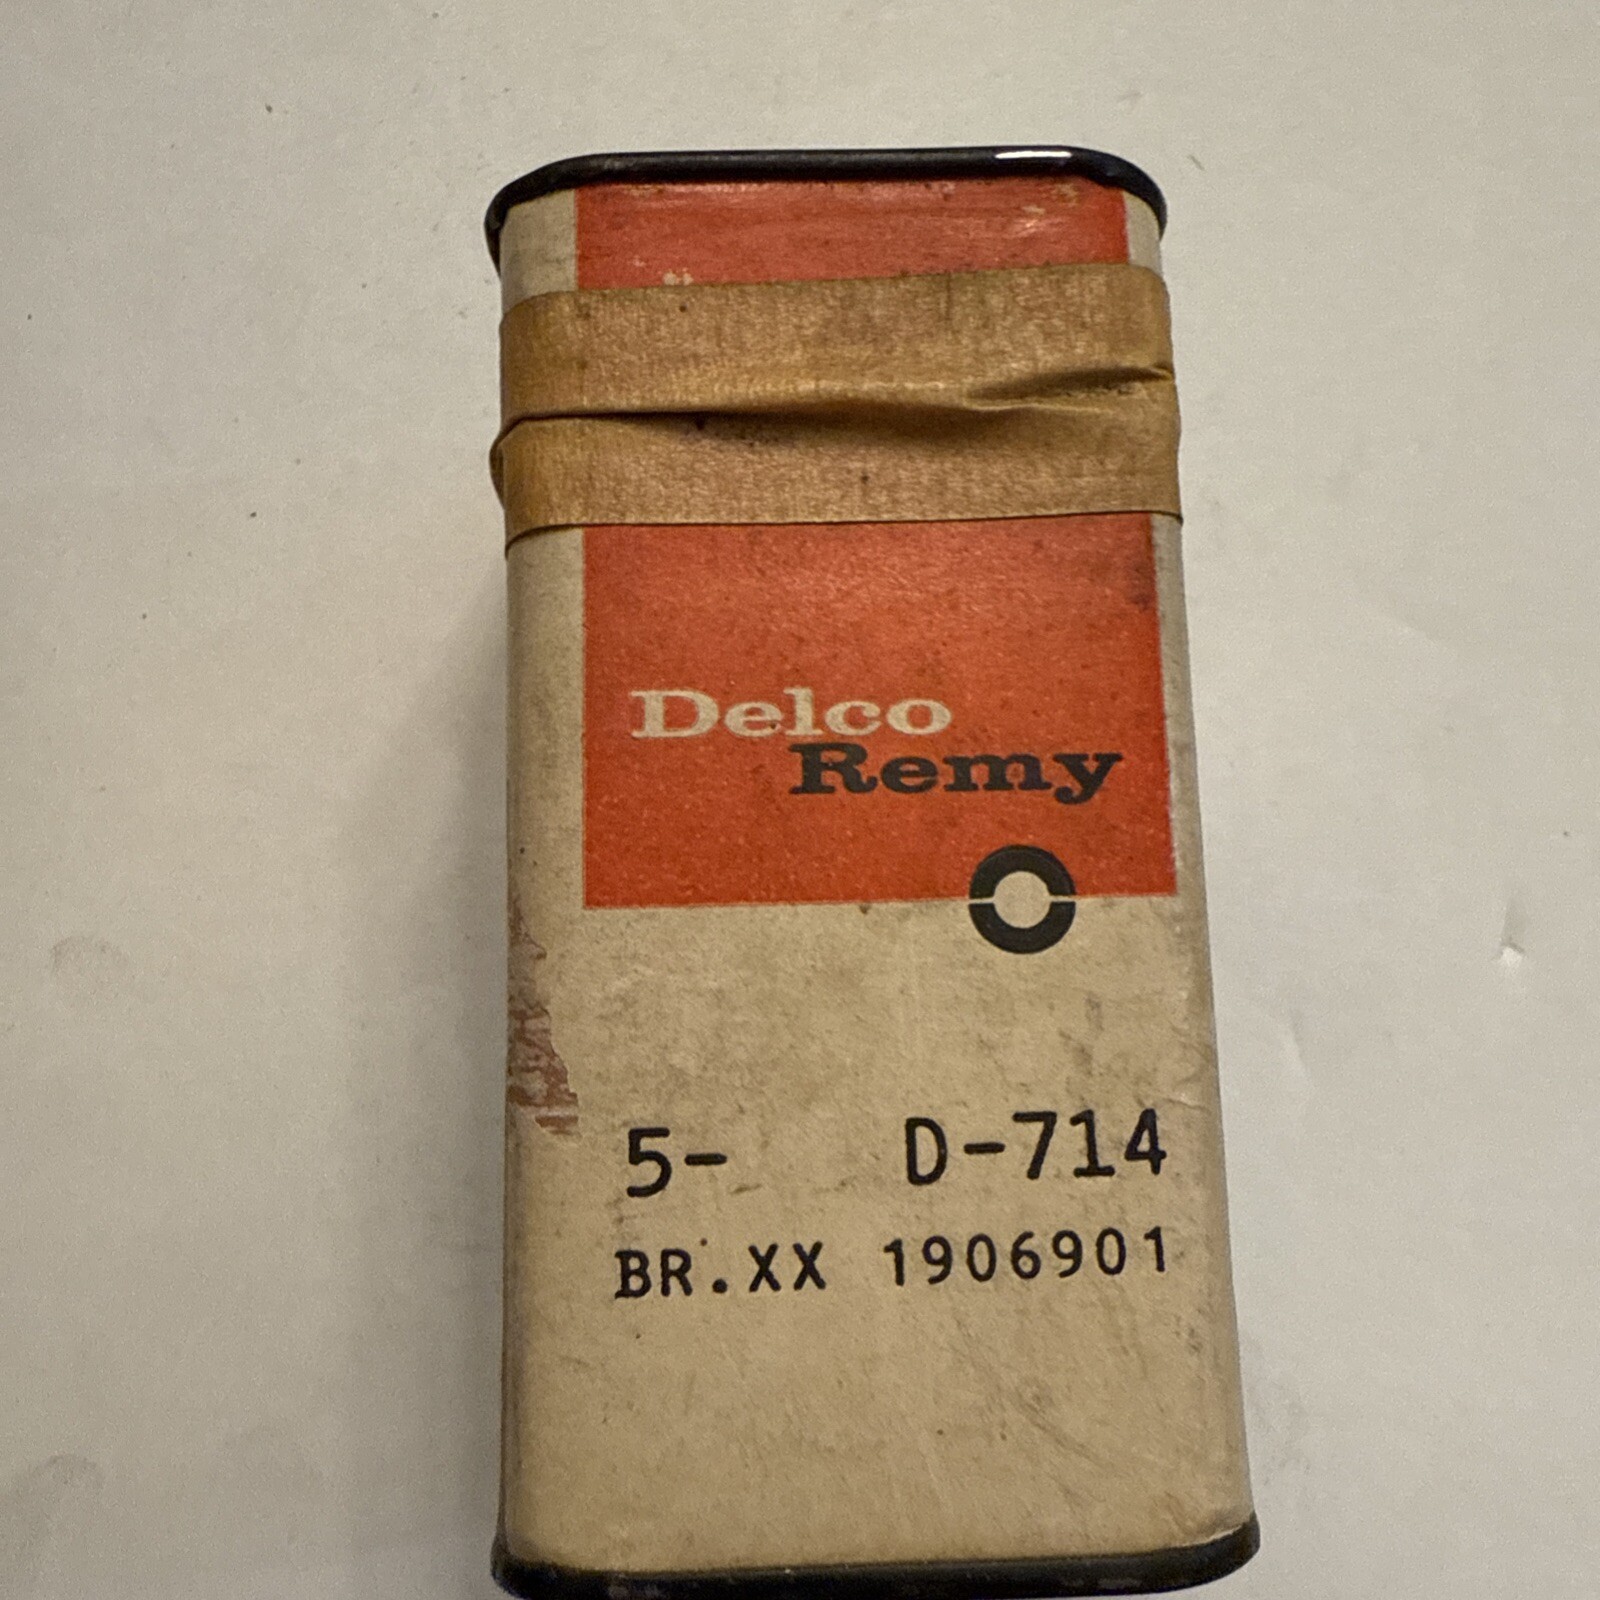 Delco
Remy
5- D-714
BR.XX 1906901